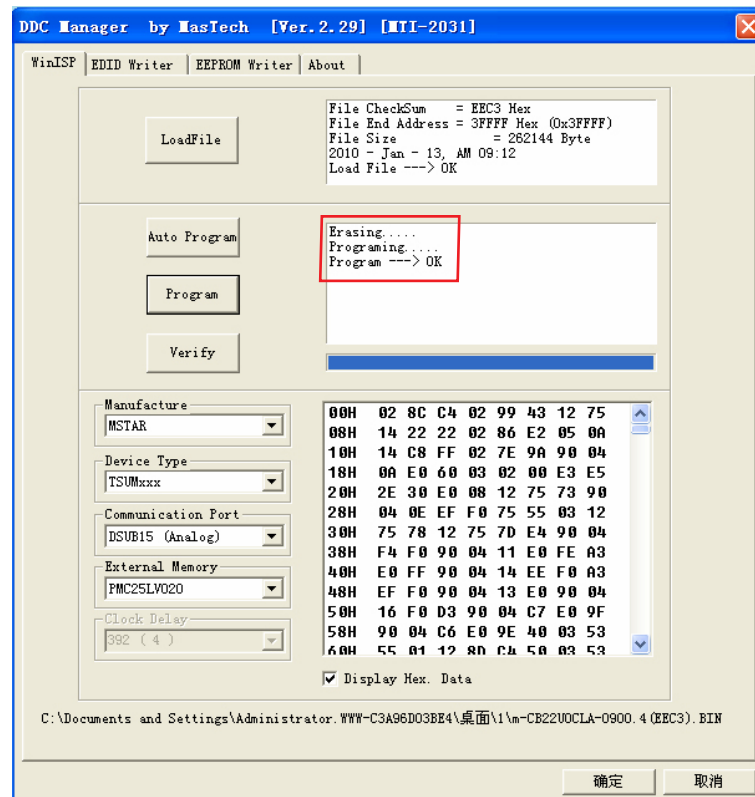 DDC Manager by MasTech [Ver.2.29] [MTI-2031]
WinISP EDID Writer EEPROM Writer About
LoadFile
File CheckSum = EEC3 Hex
File End Address = 3FFFF Hex (0x3FFFF)
File Size = 262144 Byte
2010 - Jan - 13, AM 09:12
Load File ---> OK
Auto Program
Program
Verify
Erasing.....
Programing.....
Program ---> OK
Manufacture
MSTAR
Device Type
TSUMxxx
Communication Port
DSUB15 (Analog)
External Memory
PMC25LV020
Clock Delay
392 ( 4 )
00H 02 8C C4 02 99 43 12 75
08H 14 22 22 02 86 E2 05 0A
10H 14 C8 FF 02 7E 9A 90 04
18H 0A E0 60 03 02 00 E3 E5
20H 2E 30 E0 08 12 75 73 90
28H 04 0E EF F0 75 55 03 12
30H 75 78 12 75 7D E4 90 04
38H F4 F0 90 04 11 E0 FE A3
40H E0 FF 90 04 14 EE F0 A3
48H EF F0 90 04 13 E0 90 04
50H 16 F0 D3 90 04 C7 E0 9F
58H 90 04 C6 E0 9E 40 03 53
60H 55 01 12 8D C4 50 03 53
Display Hex. Data
C:\Documents and Settings\Administrator.WWW-C3A96D03BE4\桌面\1\m-CB22UOCLA-0900.4(EEC3).BIN
确定
取消